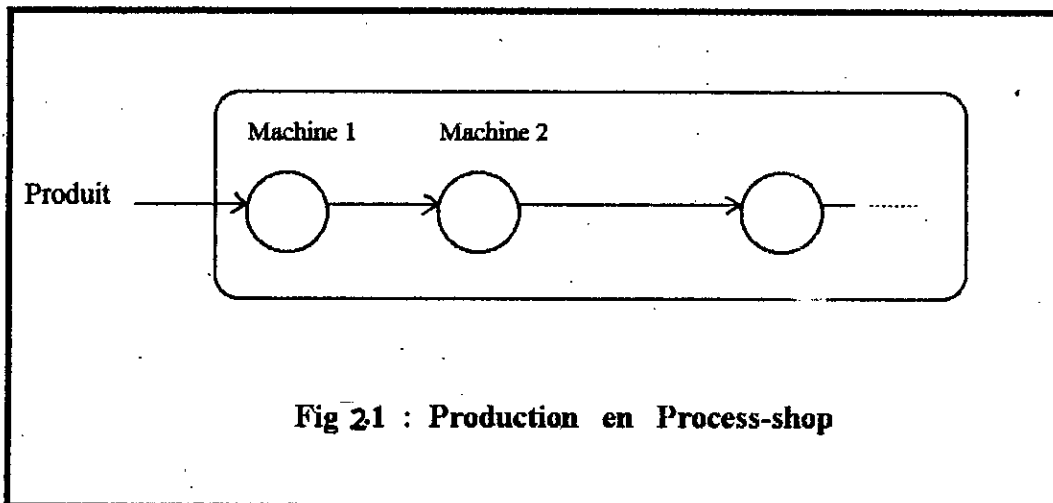 Machine 1 Machine 2
Produit
Fig 2.1 : Production en Process-shop